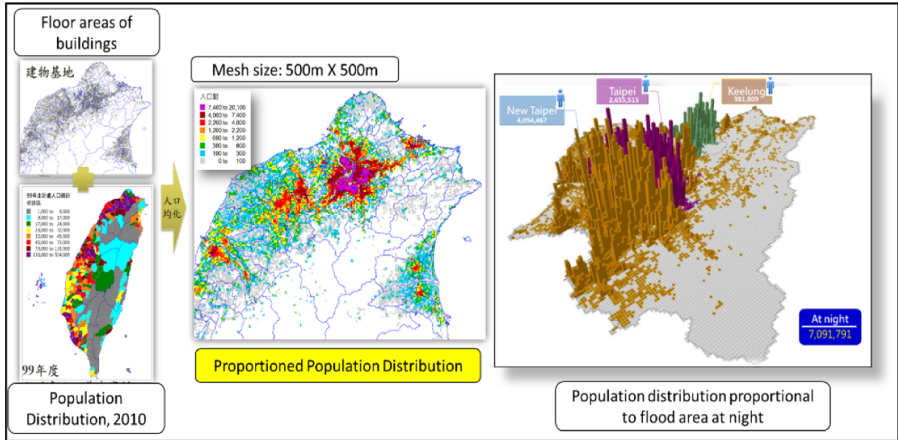 Floor areas of
buildings
建物基地
Mesh size: 500m X 500m
人口數
7,400 to 20,100
4,000 to 7,400
2,200 to 4,000
1,200 to 2,200
600 to 1,200
300 to 600
100 to 300
0 to 100
人口
均化
99年度
Population
Distribution, 2010
Proportioned Population Distribution
New Taipei
4,054,467
Taipei
2,655,515
Keelung
381,809
At night
7,091,791
Population distribution proportional
to flood area at night